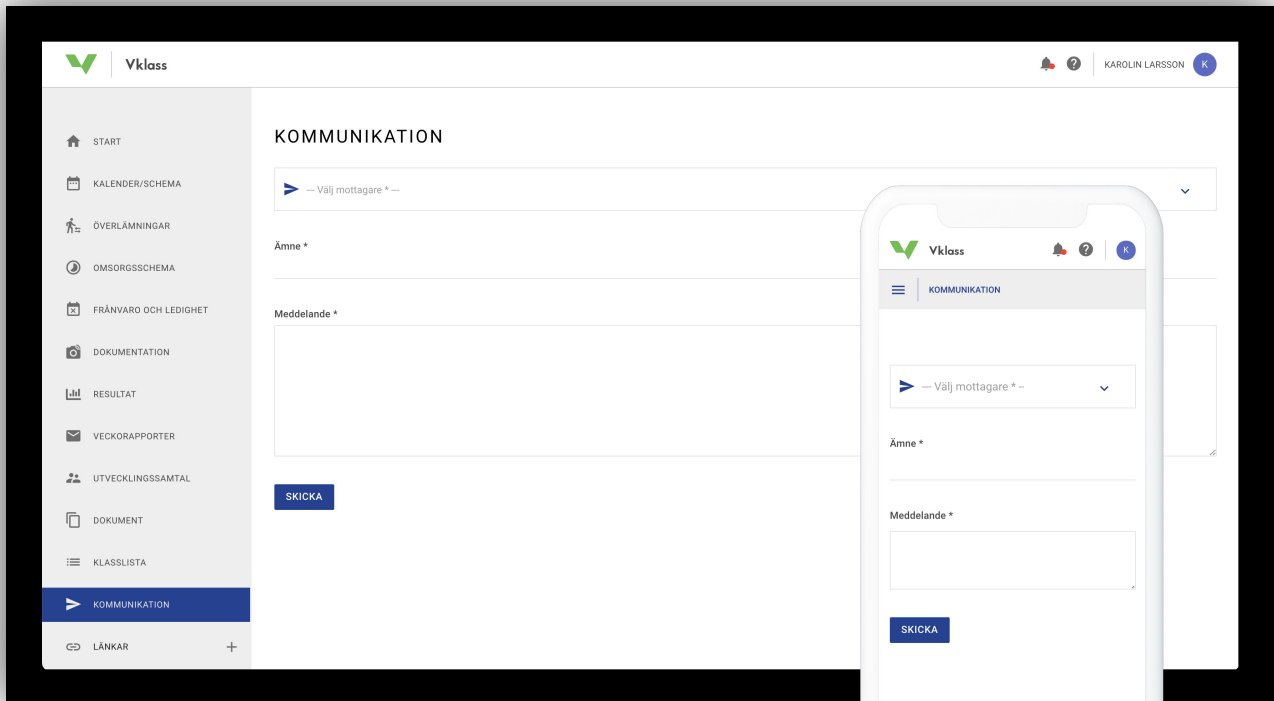 Vklass
KAROLIN LARSSON
K
START
KALENDER/SCHEMA
ÖVERLÄMNINGAR
OMSORGSSCHEMA
FRÅNVARO OCH LEDIGHET
DOKUMENTATION
RESULTAT
VECKORAPPORTER
UTVECKLINGSSAMTAL
DOKUMENT
KLASSLISTA
KOMMUNIKATION
LÄNKAR
KOMMUNIKATION
--- Välj mottagare * ---
Ämne *
Meddelande *
SKICKA
Vklass
K
KOMMUNIKATION
--- Välj mottagare * --
Ämne *
Meddelande *
SKICKA